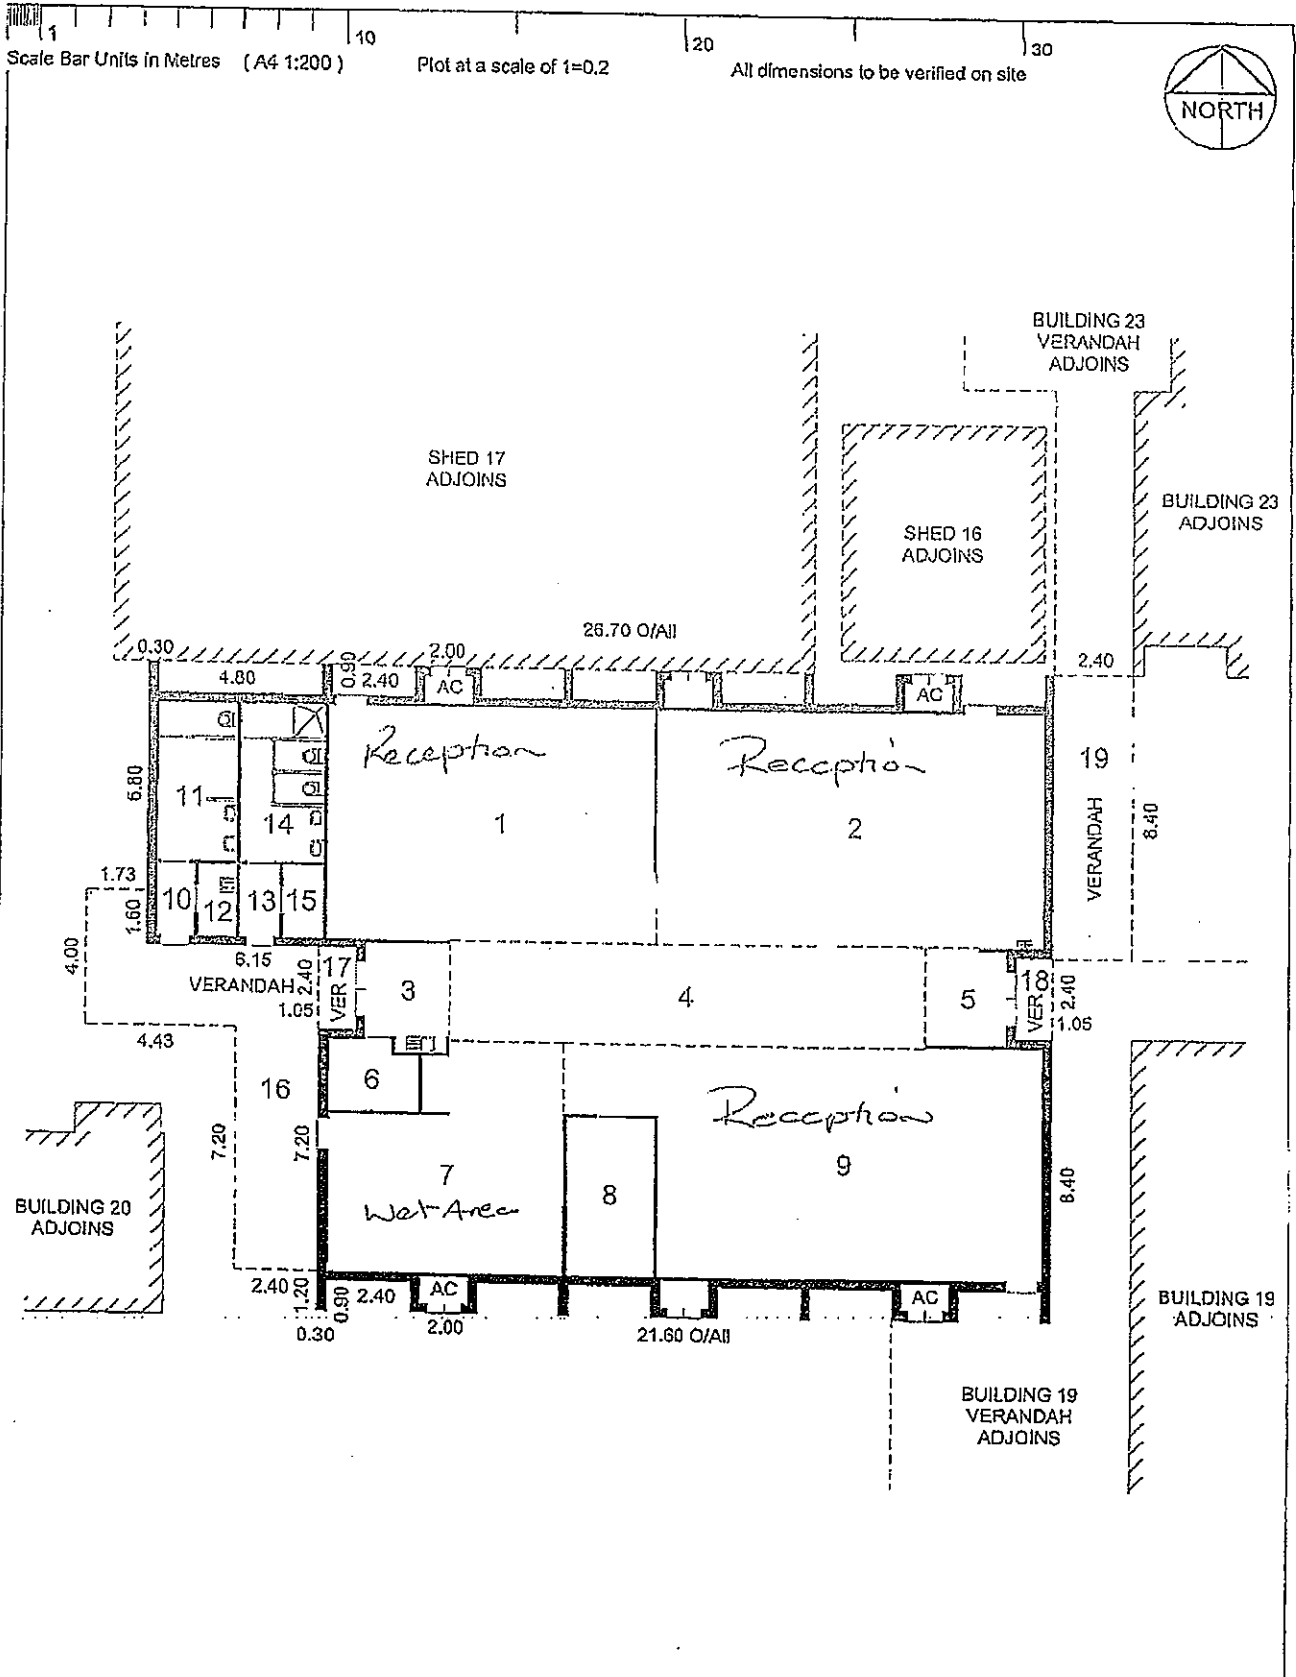 1 10 20 30
Scale Bar Units in Metres (A4 1:200) Plot at a scale of 1=0.2 All dimensions to be verified on site
NORTH
BUILDING 23
VERANDAH
ADJOINS
SHED 17
ADJOINS
BUILDING 23
ADJOINS
SHED 16
ADJOINS
26.70 O/All
0.30
4.80
0.90
2.40
2.00
AC
AC
2.40
Reception
Reception
6.80
11
14
1
2
19
VERANDAH
8.40
1.73
1.60
10
12
13
15
4.00
6.15
VERANDAH
2.40
1.05
17
VER
3
4
5
18
VER
2.40
1.05
4.43
16
6
7.20
7.20
Reception
9
7
Wet Area
8
8.40
BUILDING 20
ADJOINS
2.40
1.20
0.90
2.40
AC
AC
0.30
2.00
21.60 O/All
BUILDING 19
ADJOINS
BUILDING 19
VERANDAH
ADJOINS